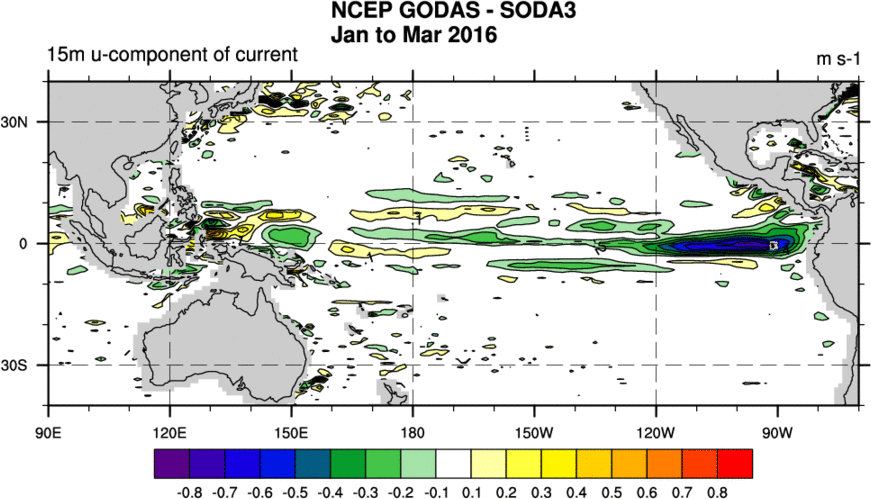 NCEP GODAS - SODA3
Jan to Mar 2016
15m u-component of current
m s-1
30N
0
30S
90E 120E 150E 180 150W 120W 90W
-0.8 -0.7 -0.6 -0.5 -0.4 -0.3 -0.2 -0.1 0.1 0.2 0.3 0.4 0.5 0.6 0.7 0.8